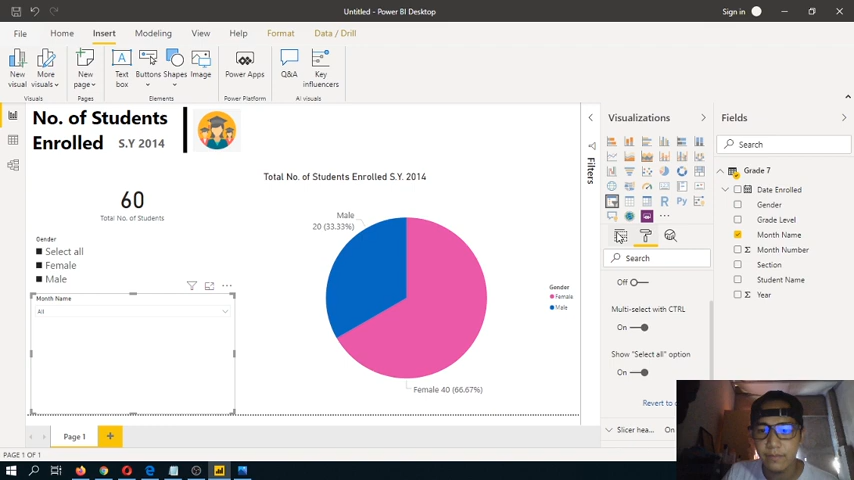 Untitled - Power BI Desktop
Sign in
File
Home
Insert
Modeling
View
Help
Format
Data / Drill
New visual
More visuals
New page
Text box
Buttons
Shapes
Image
Power Apps
Q&A
Key influencers
Visuals
Pages
Elements
Power Platform
AI visuals
No. of Students
Enrolled
S.Y 2014
60
Total No. of Students
Gender
Select all
Female
Male
Month Name
All
Total No. of Students Enrolled S.Y. 2014
Male
20 (33.33%)
Female 40 (66.67%)
Gender
Female
Male
Filters
Visualizations
R
Py
Search
Off
Multi-select with CTRL
On
Show "Select all" option
On
Revert to
Slicer hea...
On
Fields
Search
Grade 7
Date Enrolled
Gender
Grade Level
Month Name
Σ Month Number
Section
Student Name
Σ Year
Page 1
PAGE 1 OF 1